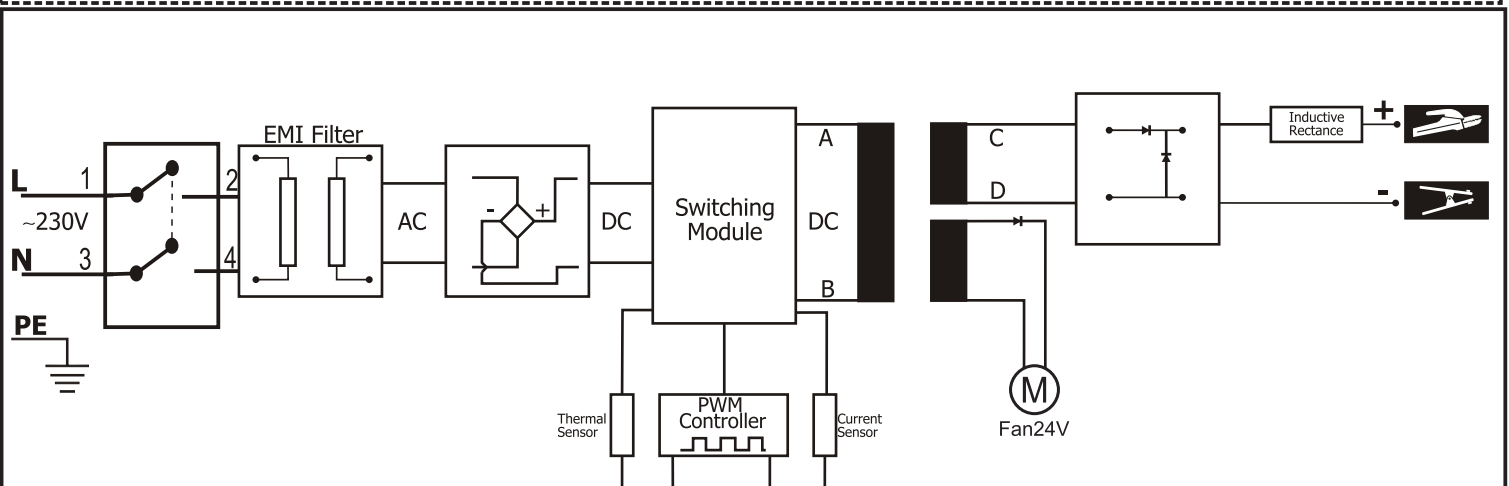 EMI Filter
L
1
2
~230V
N
3
4
PE
AC
-
+
DC
Switching
Module
A
DC
B
C
D
Inductive
Rectance
+
-
Thermal
Sensor
PWM
Controller
Current
Sensor
M
Fan24V